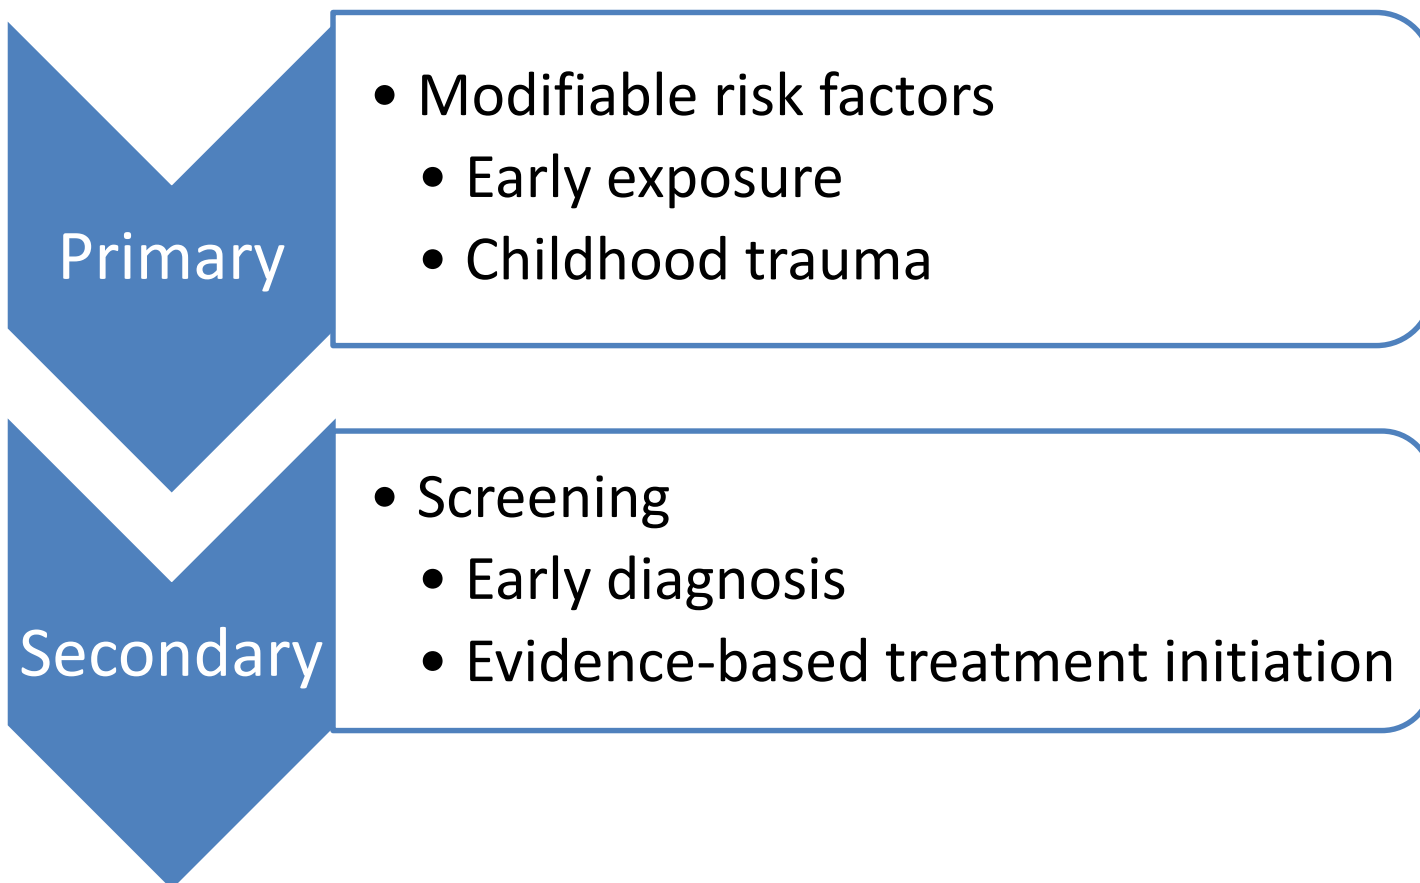 Primary
• Modifiable risk factors
• Early exposure
• Childhood trauma
Secondary
• Screening
• Early diagnosis
• Evidence-based treatment initiation